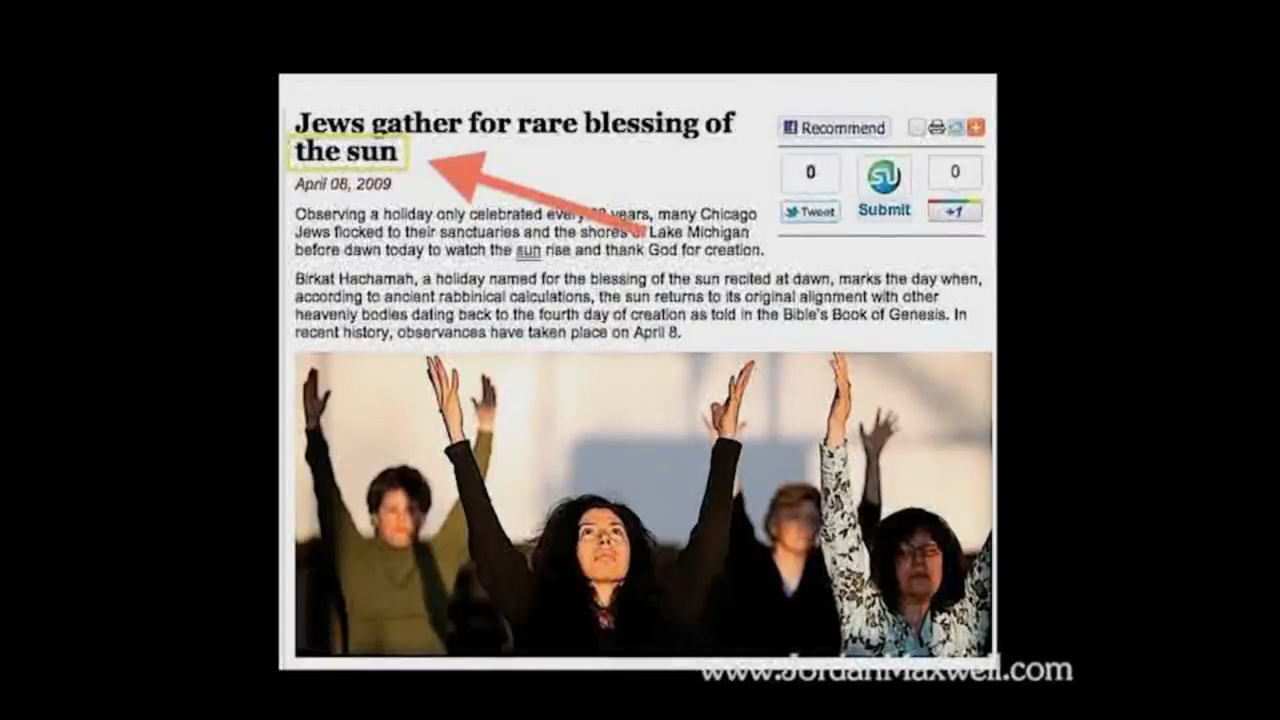 Jews gather for rare blessing of
the sun
April 08, 2009
Observing a holiday only celebrated every years, many Chicago
Jews flocked to their sanctuaries and the shores of Lake Michigan
before dawn today to watch the sun rise and thank God for creation.
Birkat Hachamah, a holiday named for the blessing of the sun recited at dawn, marks the day when,
according to ancient rabbinical calculations, the sun returns to its original alignment with other
heavenly bodies dating back to the fourth day of creation as told in the Bible's Book of Genesis. In
recent history, observances have taken place on April 8.
Recommend
0
0
Tweet
Submit
+1
www.JordanMaxwell.com